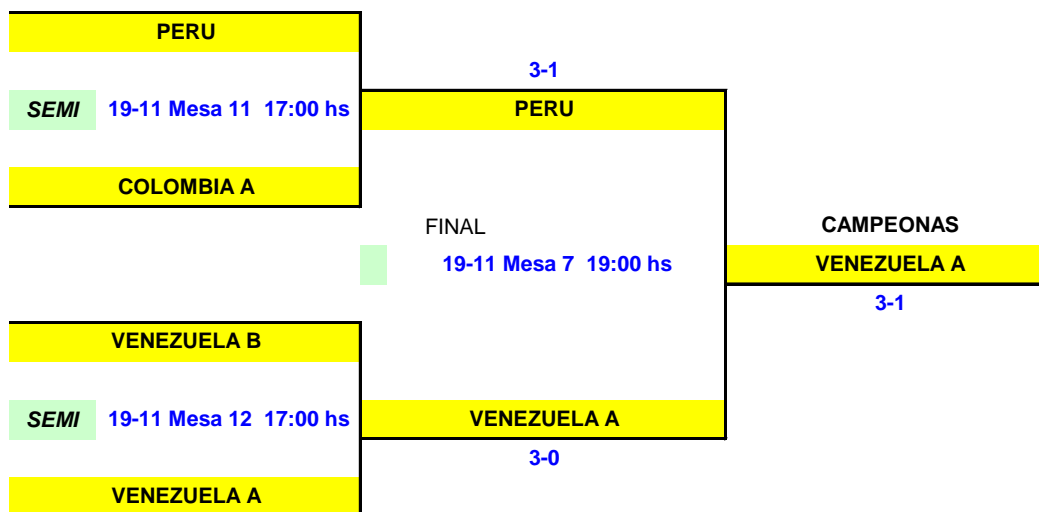 PERU
3-1
SEMI 19-11 Mesa 11 17:00 hs
PERU
COLOMBIA A
FINAL
CAMPEONAS
19-11 Mesa 7 19:00 hs
VENEZUELA A
3-1
VENEZUELA B
SEMI 19-11 Mesa 12 17:00 hs
VENEZUELA A
3-0
VENEZUELA A